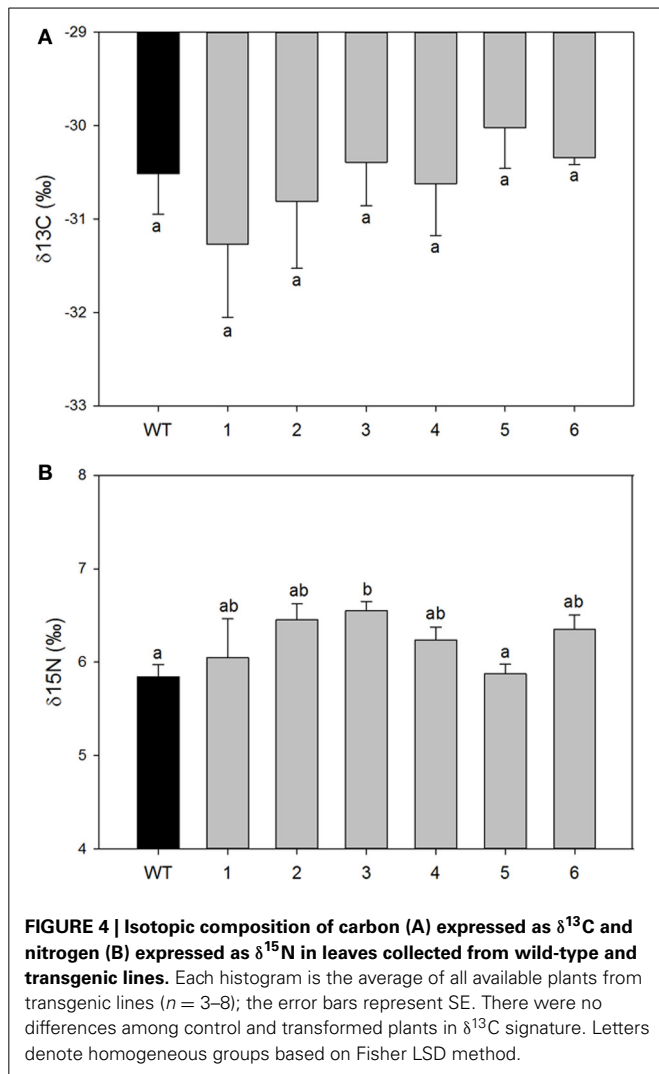 A
-29
-30
-31
-32
-33
δ13C (‰)
a a a a a a a
WT 1 2 3 4 5 6
B
8
7
6
5
4
δ15N (‰)
a ab ab b ab a ab
WT 1 2 3 4 5 6
FIGURE 4 | Isotopic composition of carbon (A) expressed as δ¹³C and
nitrogen (B) expressed as δ¹⁵N in leaves collected from wild-type and
transgenic lines. Each histogram is the average of all available plants from
transgenic lines (n = 3–8); the error bars represent SE. There were no
differences among control and transformed plants in δ¹³C signature. Letters
denote homogeneous groups based on Fisher LSD method.